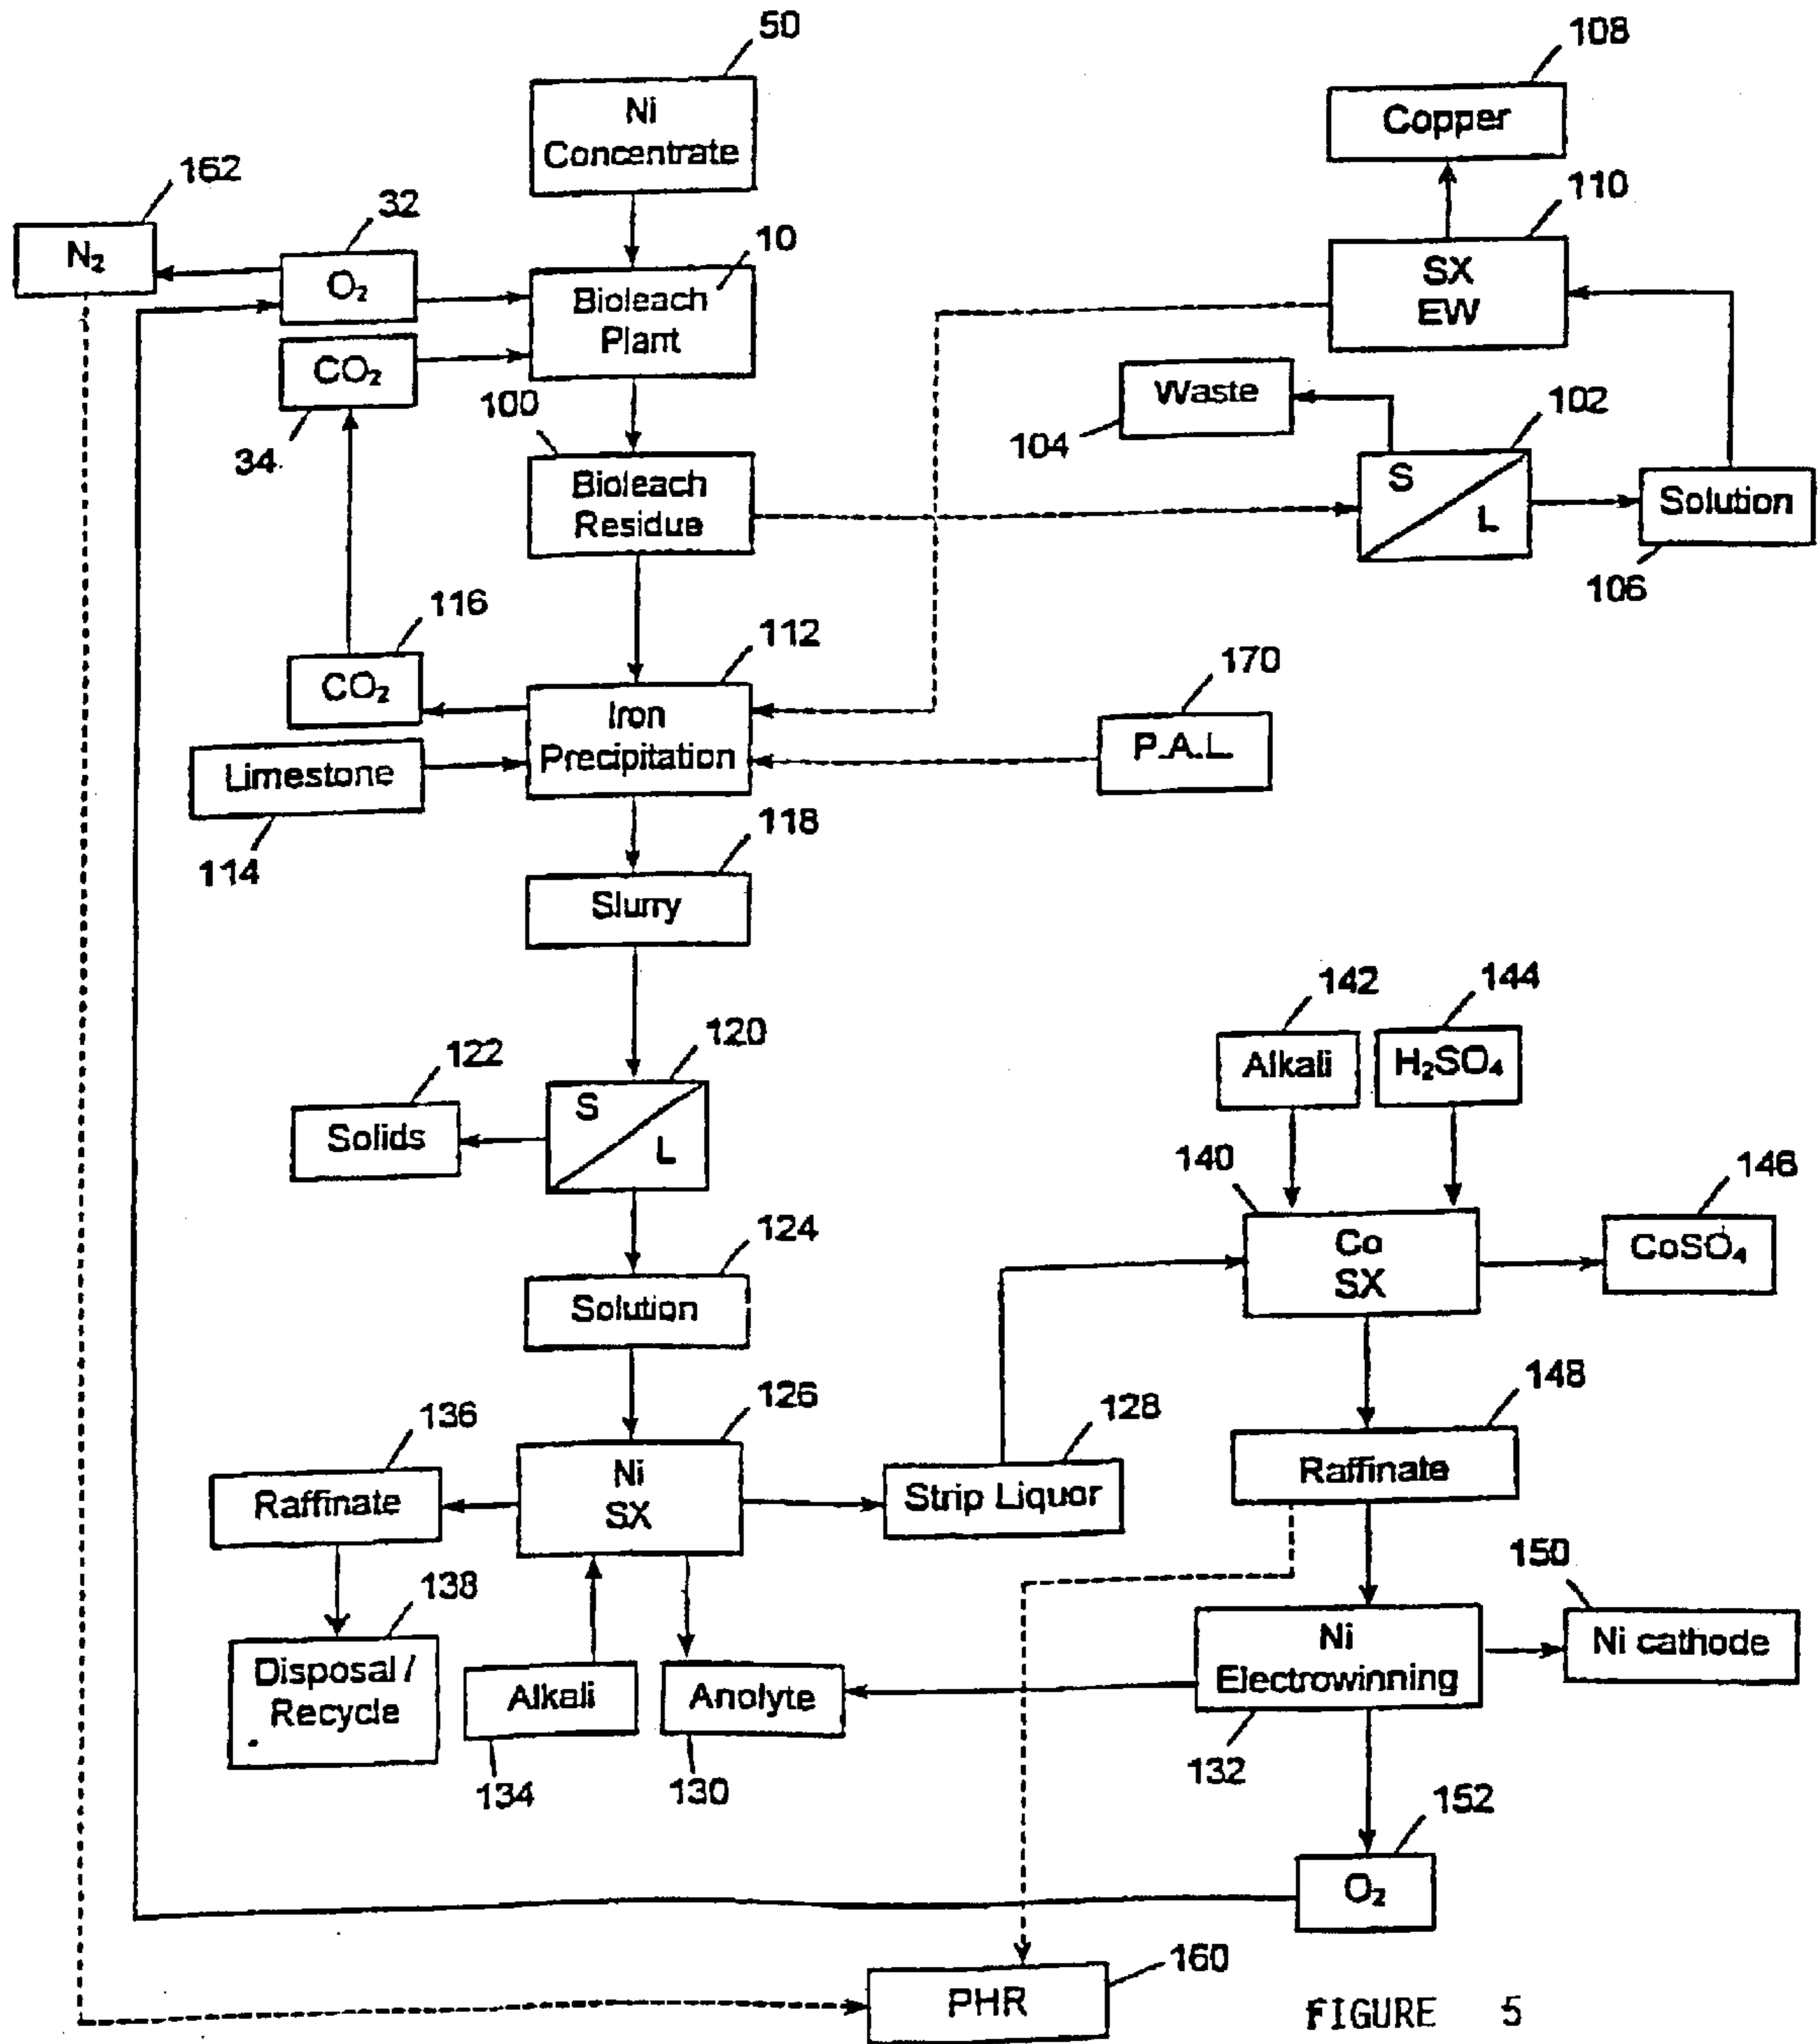 50
Ni
Concentrate
108
Copper
162
N₂
32
O₂
10
Bioleach
Plant
110
SX
EW
CO₂
34
100
Bioleach
Residue
Waste
104
102
S
L
Solution
106
116
CO₂
112
Iron
Precipitation
170
P.A.L.
Limestone
114
118
Slurry
142
Alkali
144
H₂SO₄
120
122
Solids
S
L
140
Co
SX
146
CoSO₄
124
Solution
126
Ni
SX
136
Raffinate
128
Strip Liquor
148
Raffinate
138
Disposal /
Recycle
Alkali
134
Anolyte
130
Ni
Electrowinning
132
150
Ni cathode
152
O₂
160
PHR
FIGURE 5